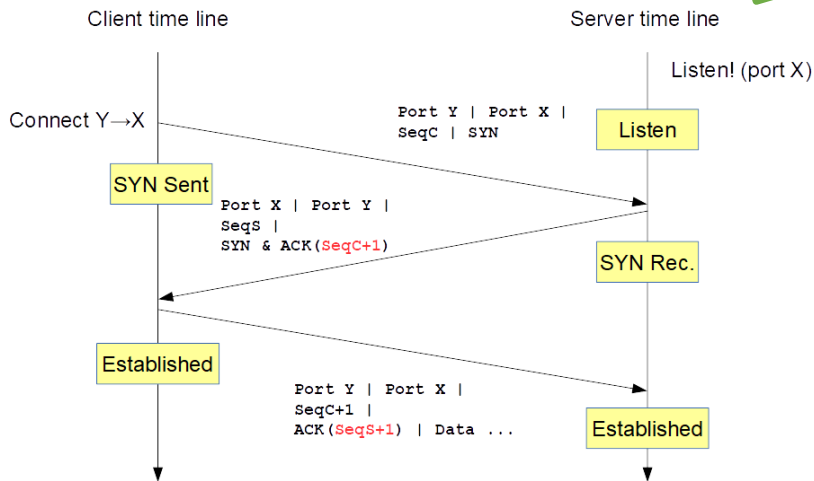 Client time line
Server time line
Listen! (port X)
Connect Y→X
Port Y | Port X |
SeqC | SYN
Listen
SYN Sent
Port X | Port Y |
SeqS |
SYN & ACK(SeqC+1)
SYN Rec.
Established
Port Y | Port X |
SeqC+1 |
ACK(SeqS+1) | Data ...
Established